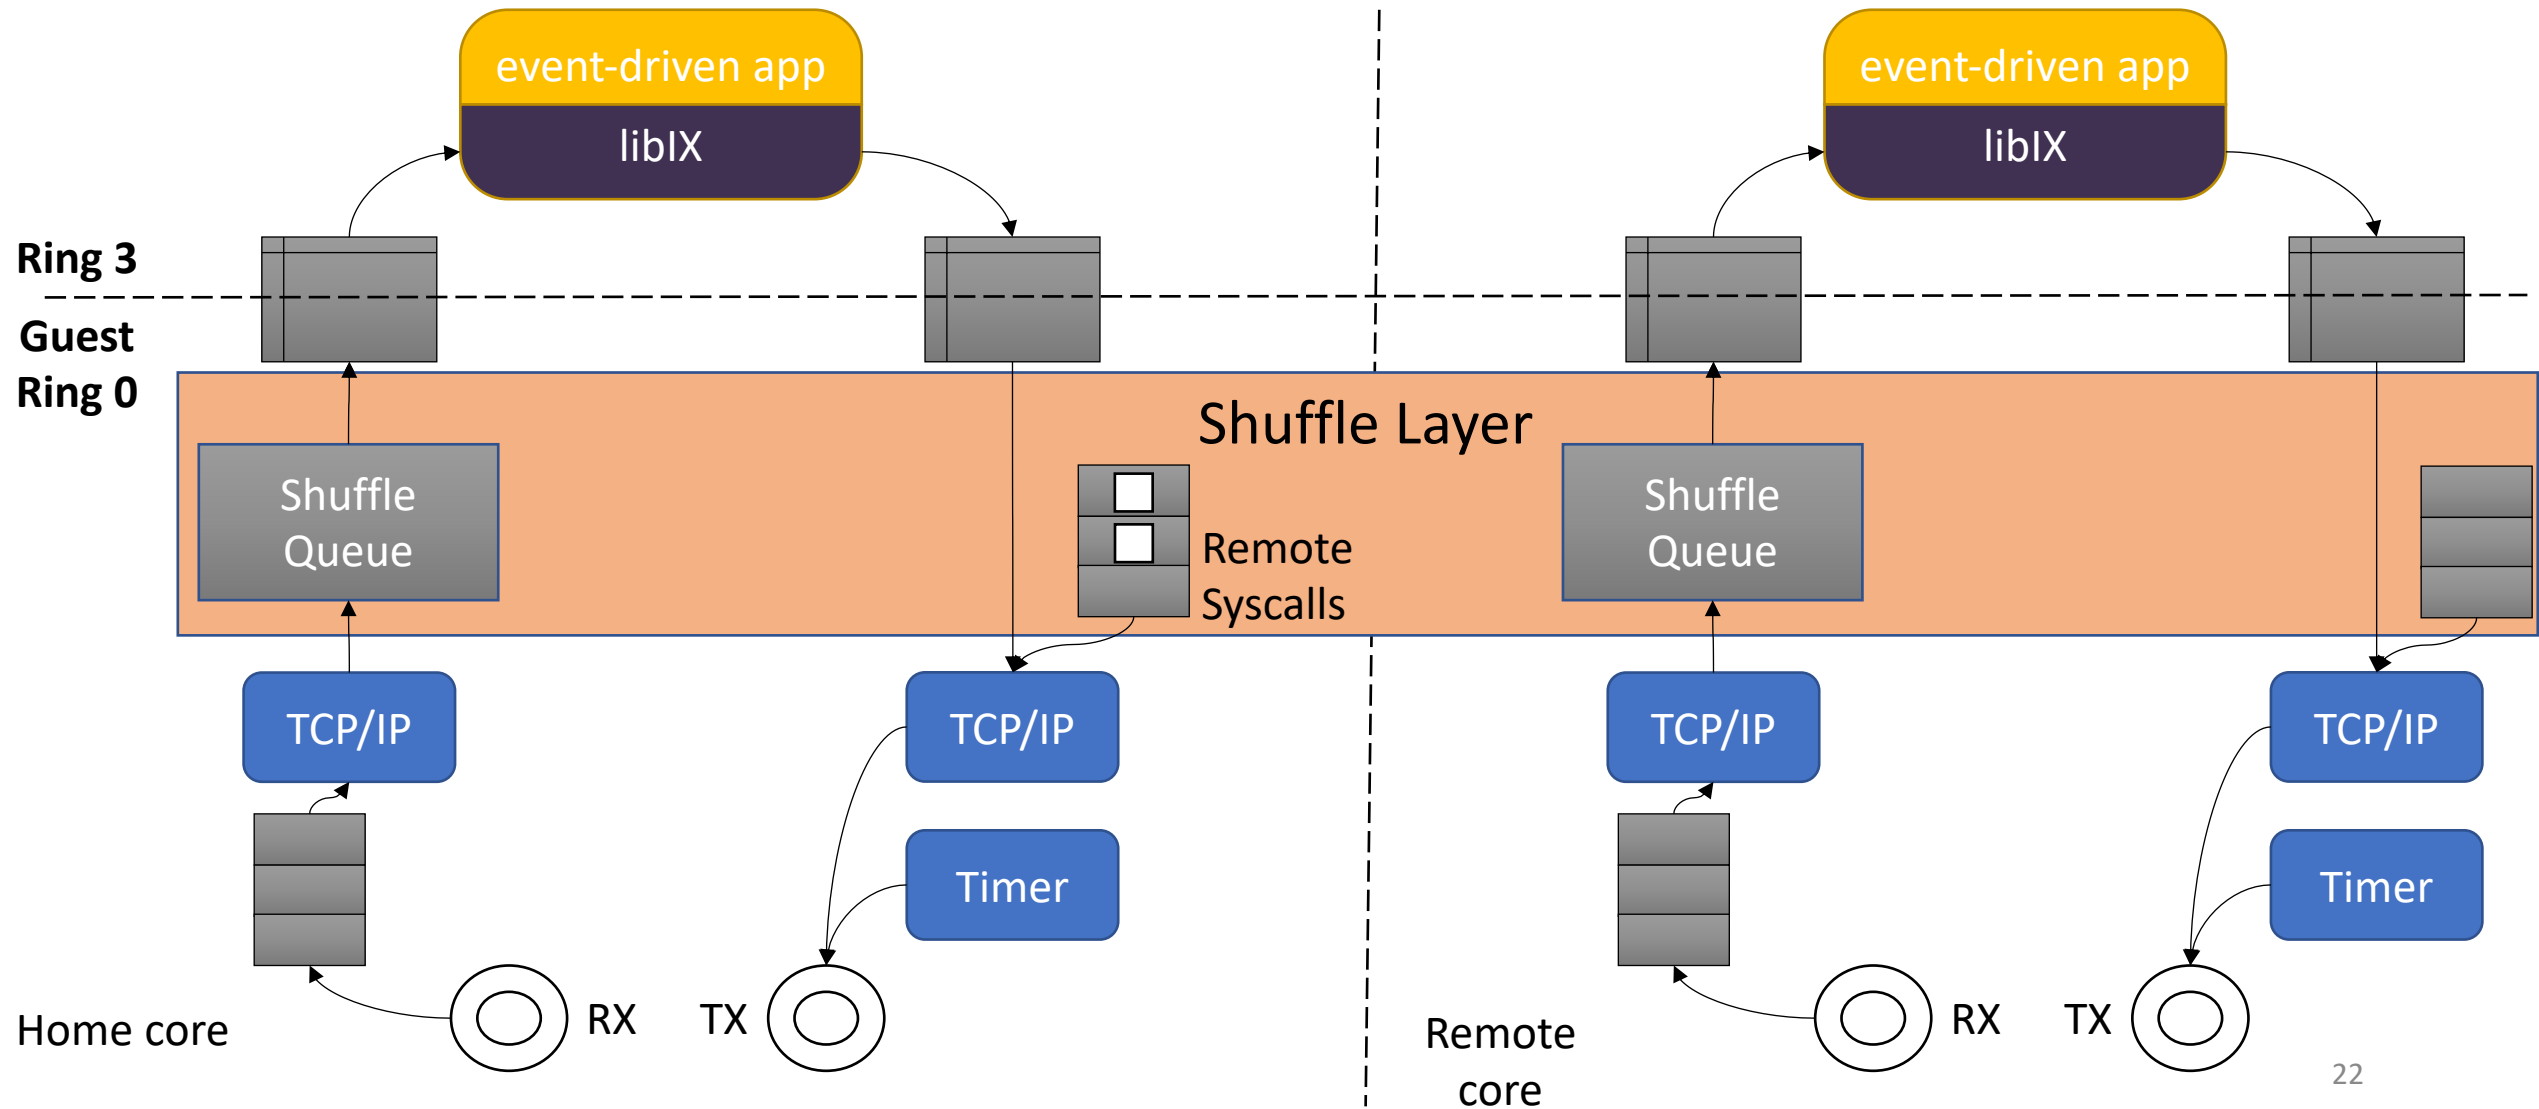 event-driven app
libIX
event-driven app
libIX
Ring 3
Guest
Ring 0
Shuffle Layer
Shuffle
Queue
Remote
Syscalls
Shuffle
Queue
TCP/IP
TCP/IP
TCP/IP
TCP/IP
Timer
Timer
Home core
RX
TX
Remote
core
RX
TX
22